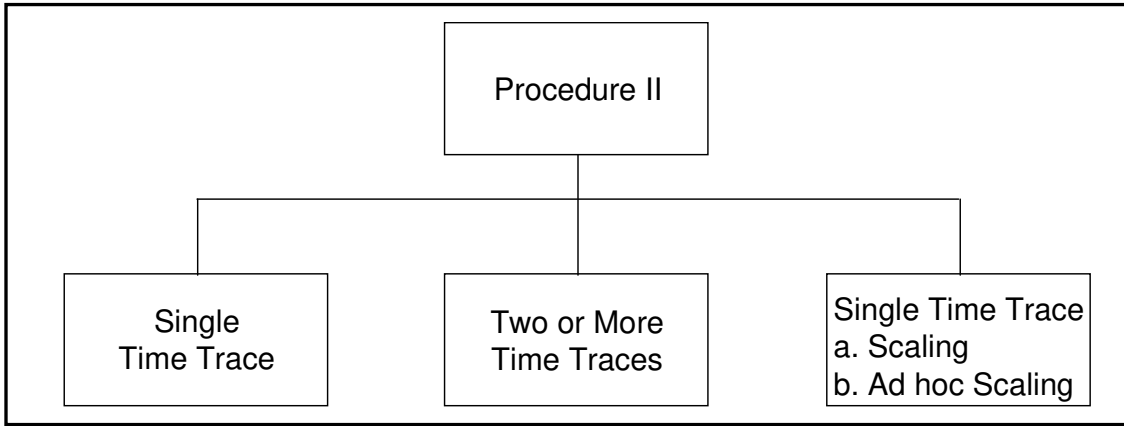 Procedure II
Single
Time Trace
Two or More
Time Traces
Single Time Trace
a. Scaling
b. Ad hoc Scaling